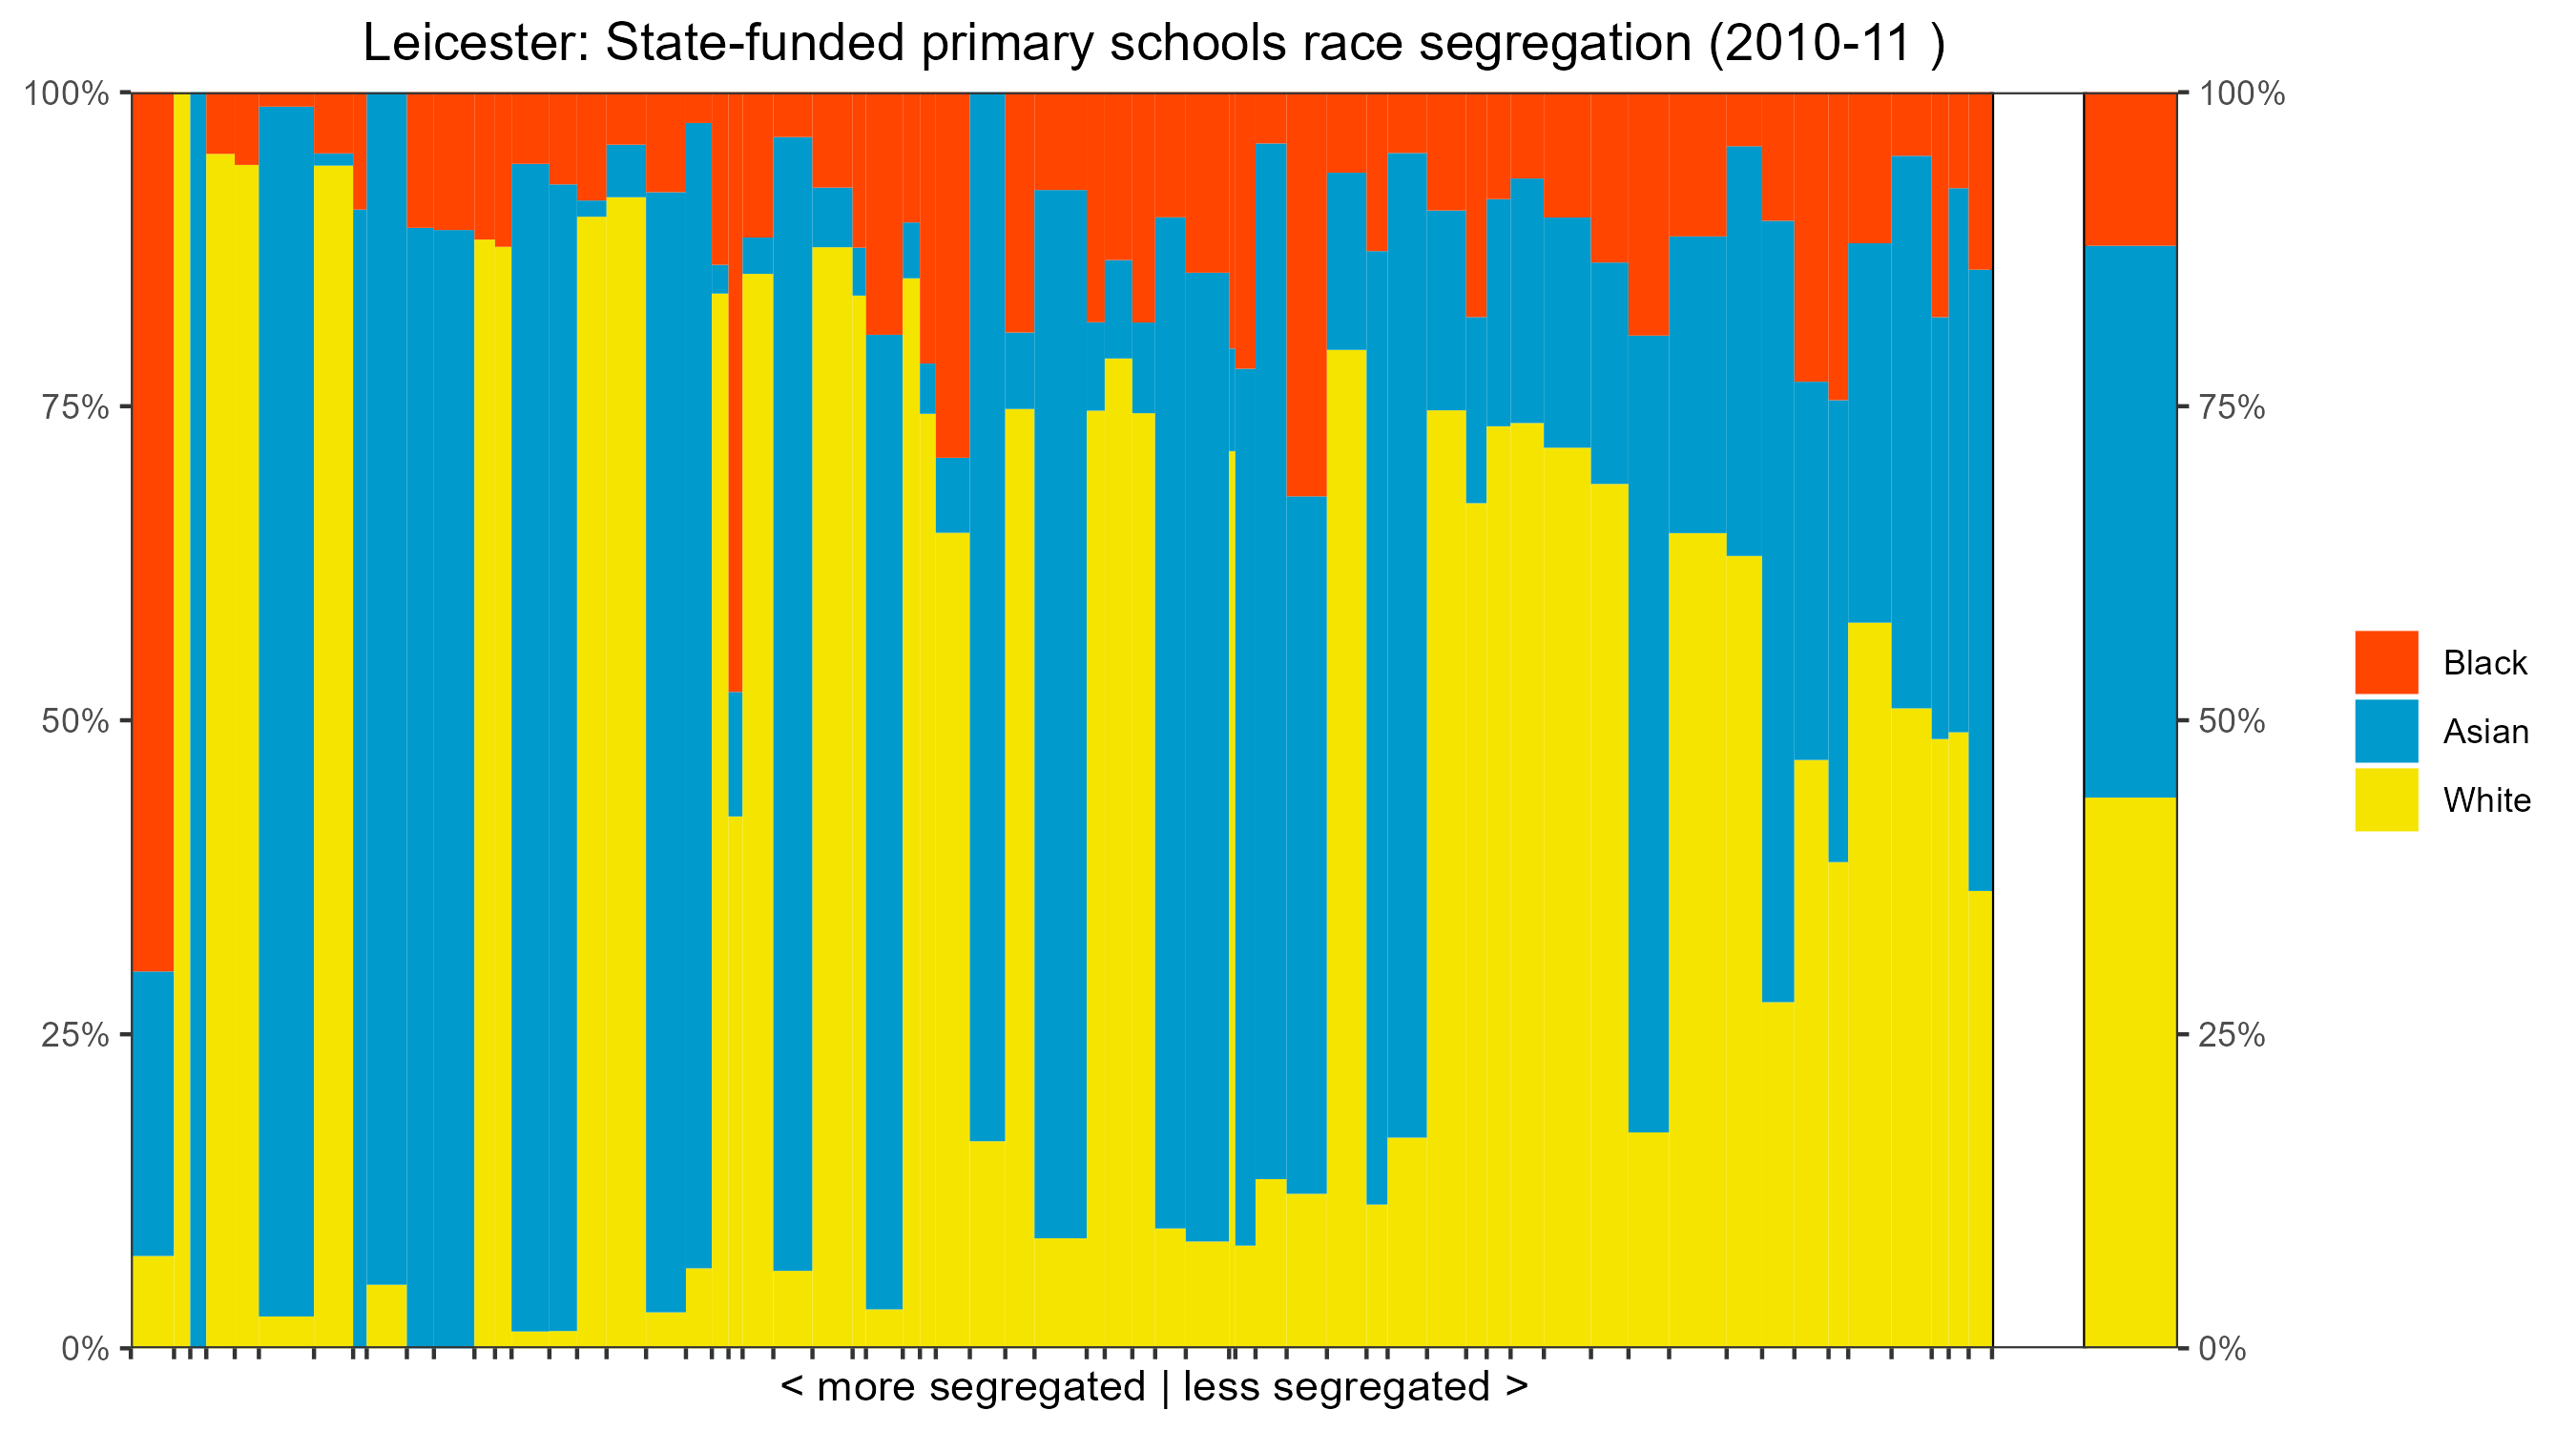 Leicester: State-funded primary schools race segregation (2010-11 )
100%
75%
50%
25%
0%
100%
75%
50%
25%
0%
Black
Asian
White
< more segregated | less segregated >